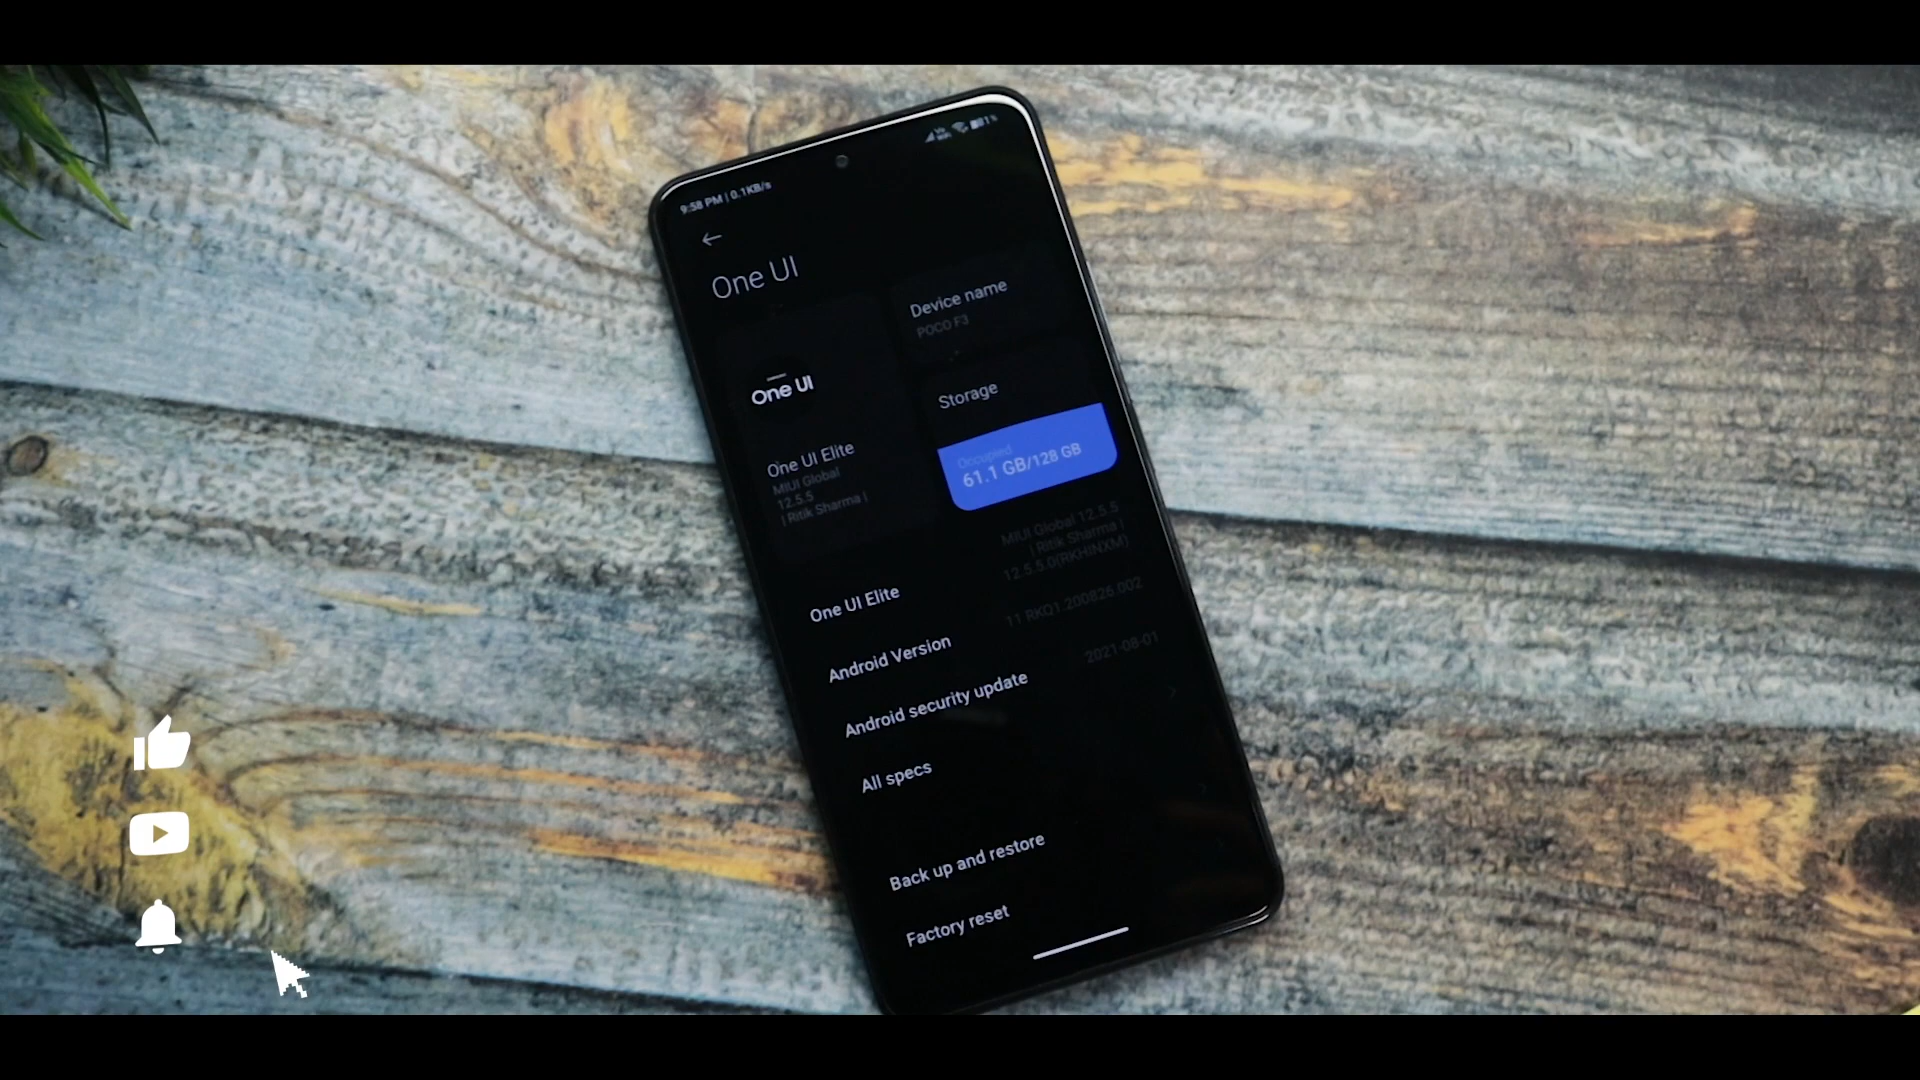 9:58 PM | 0.1KB/s
One UI
Device name
POCO F3
One UI
Storage
Occupied
61.1 GB/128 GB
One UI Elite
MIUI Global
12.5.5
| Ritik Sharma |
One UI Elite
MIUI Global 12.5.5
| Ritik Sharma |
12.5.5.0(RKHINXM)
Android Version
11 RKQ1.200826.002
Android security update
2021-08-01
All specs
Back up and restore
Factory reset